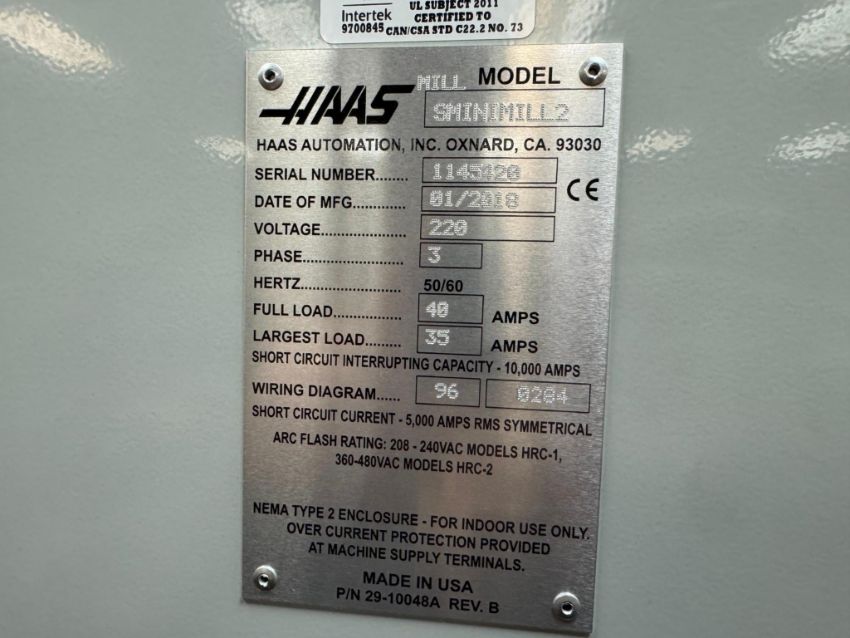 Intertek
9700845
UL SUBJECT 2011
CERTIFIED TO
CAN/CSA STD C22.2 NO. 73
HAAS
MILL MODEL
SMINIMILL2
HAAS AUTOMATION, INC. OXNARD, CA. 93030
SERIAL NUMBER........ 1145420
DATE OF MFG............ 01/2018
CE
VOLTAGE.................... 220
PHASE........................ 3
HERTZ........................ 50/60
FULL LOAD................. 40 AMPS
LARGEST LOAD......... 35 AMPS
SHORT CIRCUIT INTERRUPTING CAPACITY - 10,000 AMPS
WIRING DIAGRAM...... 96 0284
SHORT CIRCUIT CURRENT - 5,000 AMPS RMS SYMMETRICAL
ARC FLASH RATING: 208 - 240VAC MODELS HRC-1,
360-480VAC MODELS HRC-2
NEMA TYPE 2 ENCLOSURE - FOR INDOOR USE ONLY.
OVER CURRENT PROTECTION PROVIDED
AT MACHINE SUPPLY TERMINALS.
MADE IN USA
P/N 29-10048A REV. B